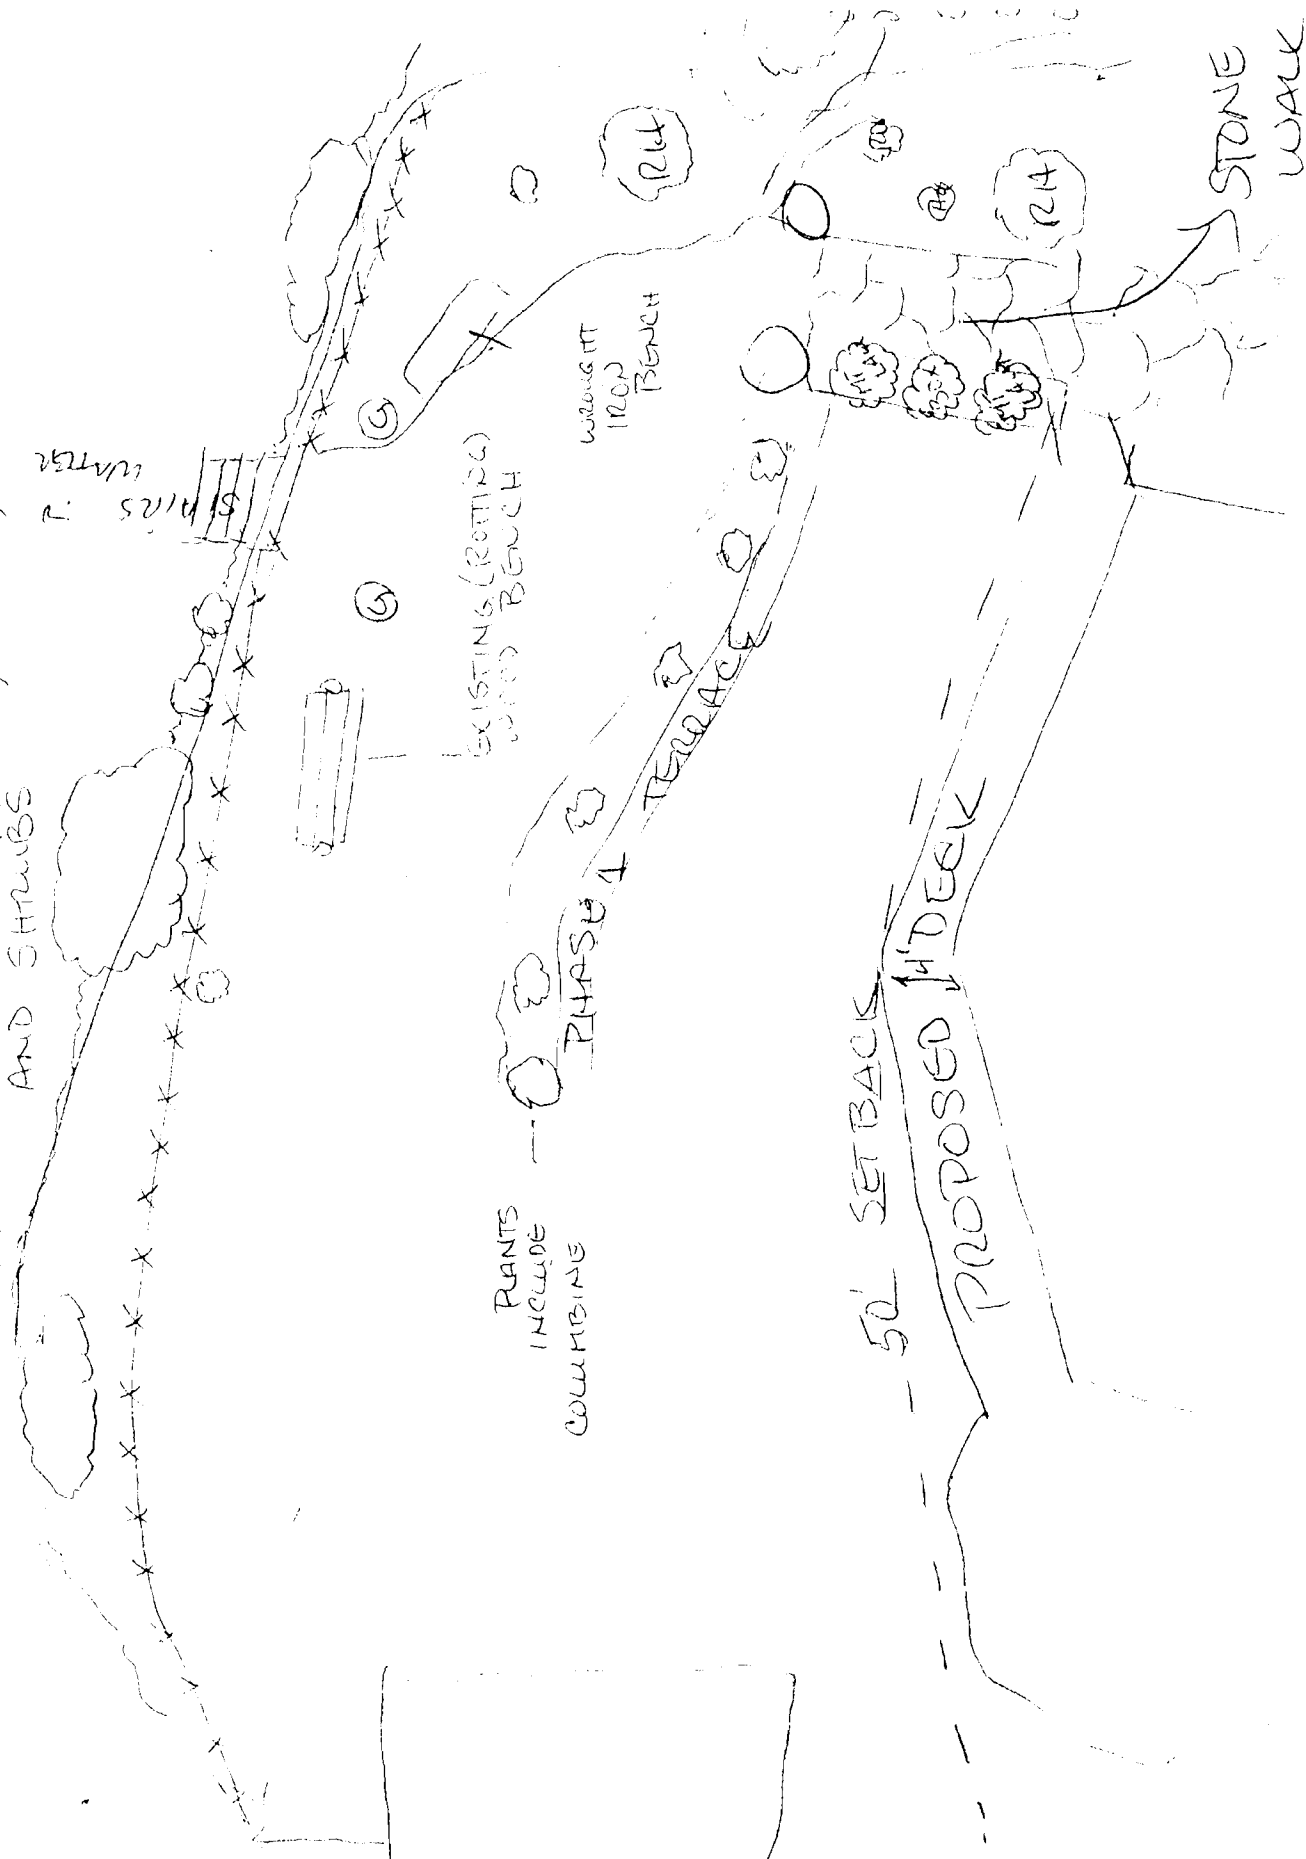 AND SHRUBS
STAIRS
TO
WATER
EXISTING (ROTTING)
WOOD BENCH
WROUGHT
IRON
BENCH
RH
RH
G
G
STONE
WALK
PHASE 1 TERRACE
PLANTS
INCLUDE
COLUMBINE
50' SETBACK
PROPOSED 4' DECK